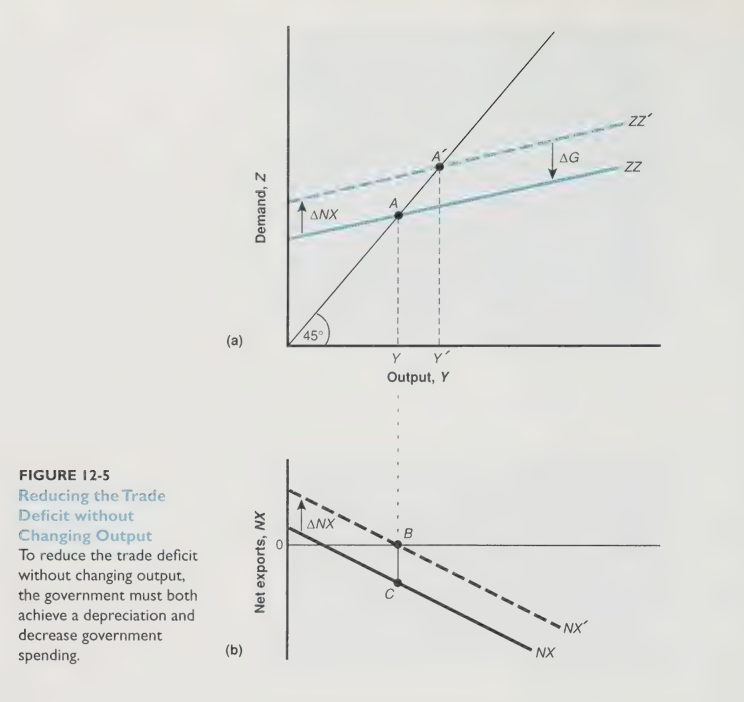 ZZ´
A´
ΔG
ZZ
A
ΔNX
Demand, Z
45°
(a)
Y
Y´
Output, Y
FIGURE 12-5
Reducing the Trade
Deficit without
Changing Output
To reduce the trade deficit
without changing output,
the government must both
achieve a depreciation and
decrease government
spending.
ΔNX
B
0
Net exports, NX
C
NX´
(b)
NX